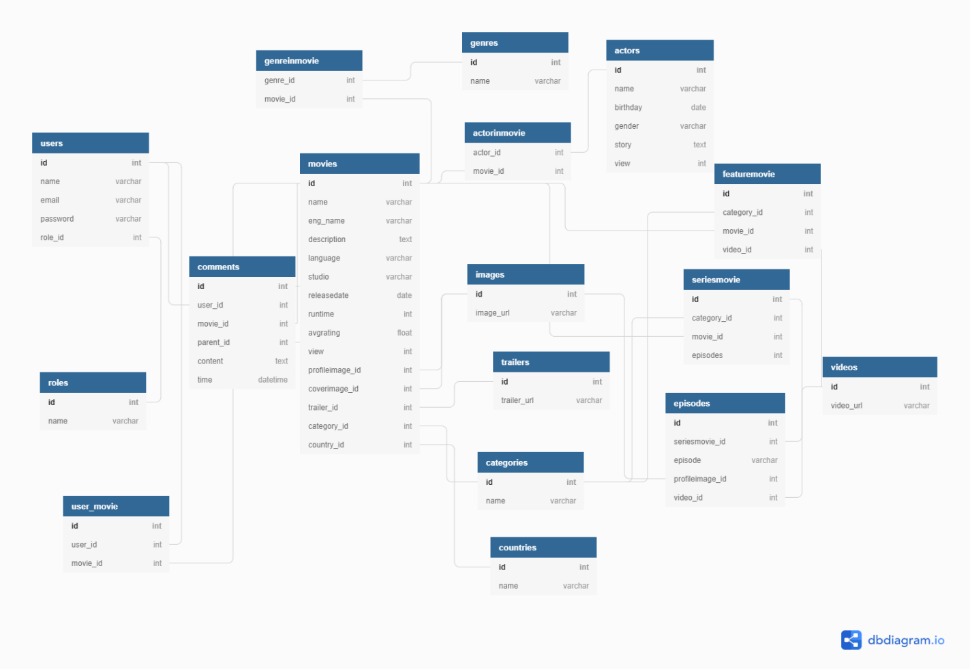 genreinmovie
genre_id int
movie_id int
genres
id int
name varchar
actors
id int
name varchar
birthday date
gender varchar
story text
view int
users
id int
name varchar
email varchar
password varchar
role_id int
actorinmovie
actor_id int
movie_id int
movies
id int
name varchar
eng_name varchar
description text
language varchar
studio varchar
releasedate date
runtime int
avgrating float
view int
profileimage_id int
coverimage_id int
trailer_id int
category_id int
country_id int
featuremovie
id int
category_id int
movie_id int
video_id int
comments
id int
user_id int
movie_id int
parent_id int
content text
time datetime
images
id int
image_url varchar
seriesmovie
id int
category_id int
movie_id int
episodes int
trailers
id int
trailer_url varchar
videos
id int
video_url varchar
roles
id int
name varchar
episodes
id int
seriesmovie_id int
episode varchar
profileimage_id int
video_id int
categories
id int
name varchar
user_movie
id int
user_id int
movie_id int
countries
id int
name varchar
dbdiagram.io